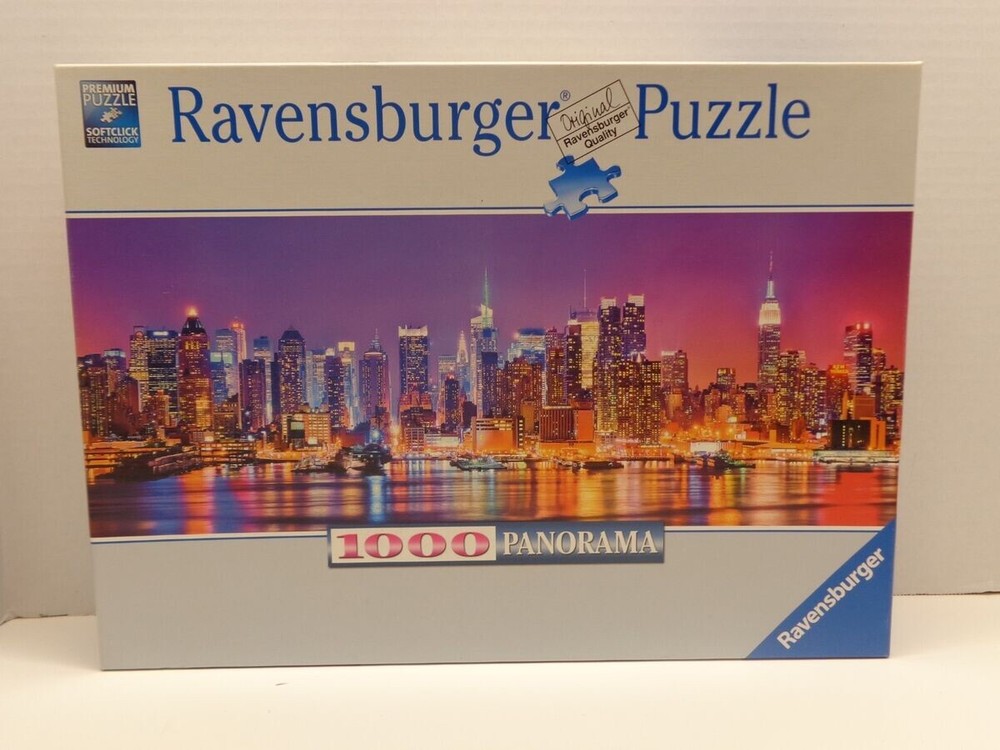 PREMIUM
PUZZLE
SOFTCLICK
TECHNOLOGY
Ravensburger® Puzzle
Original
Ravensburger
Quality
1000 PANORAMA
Ravensburger